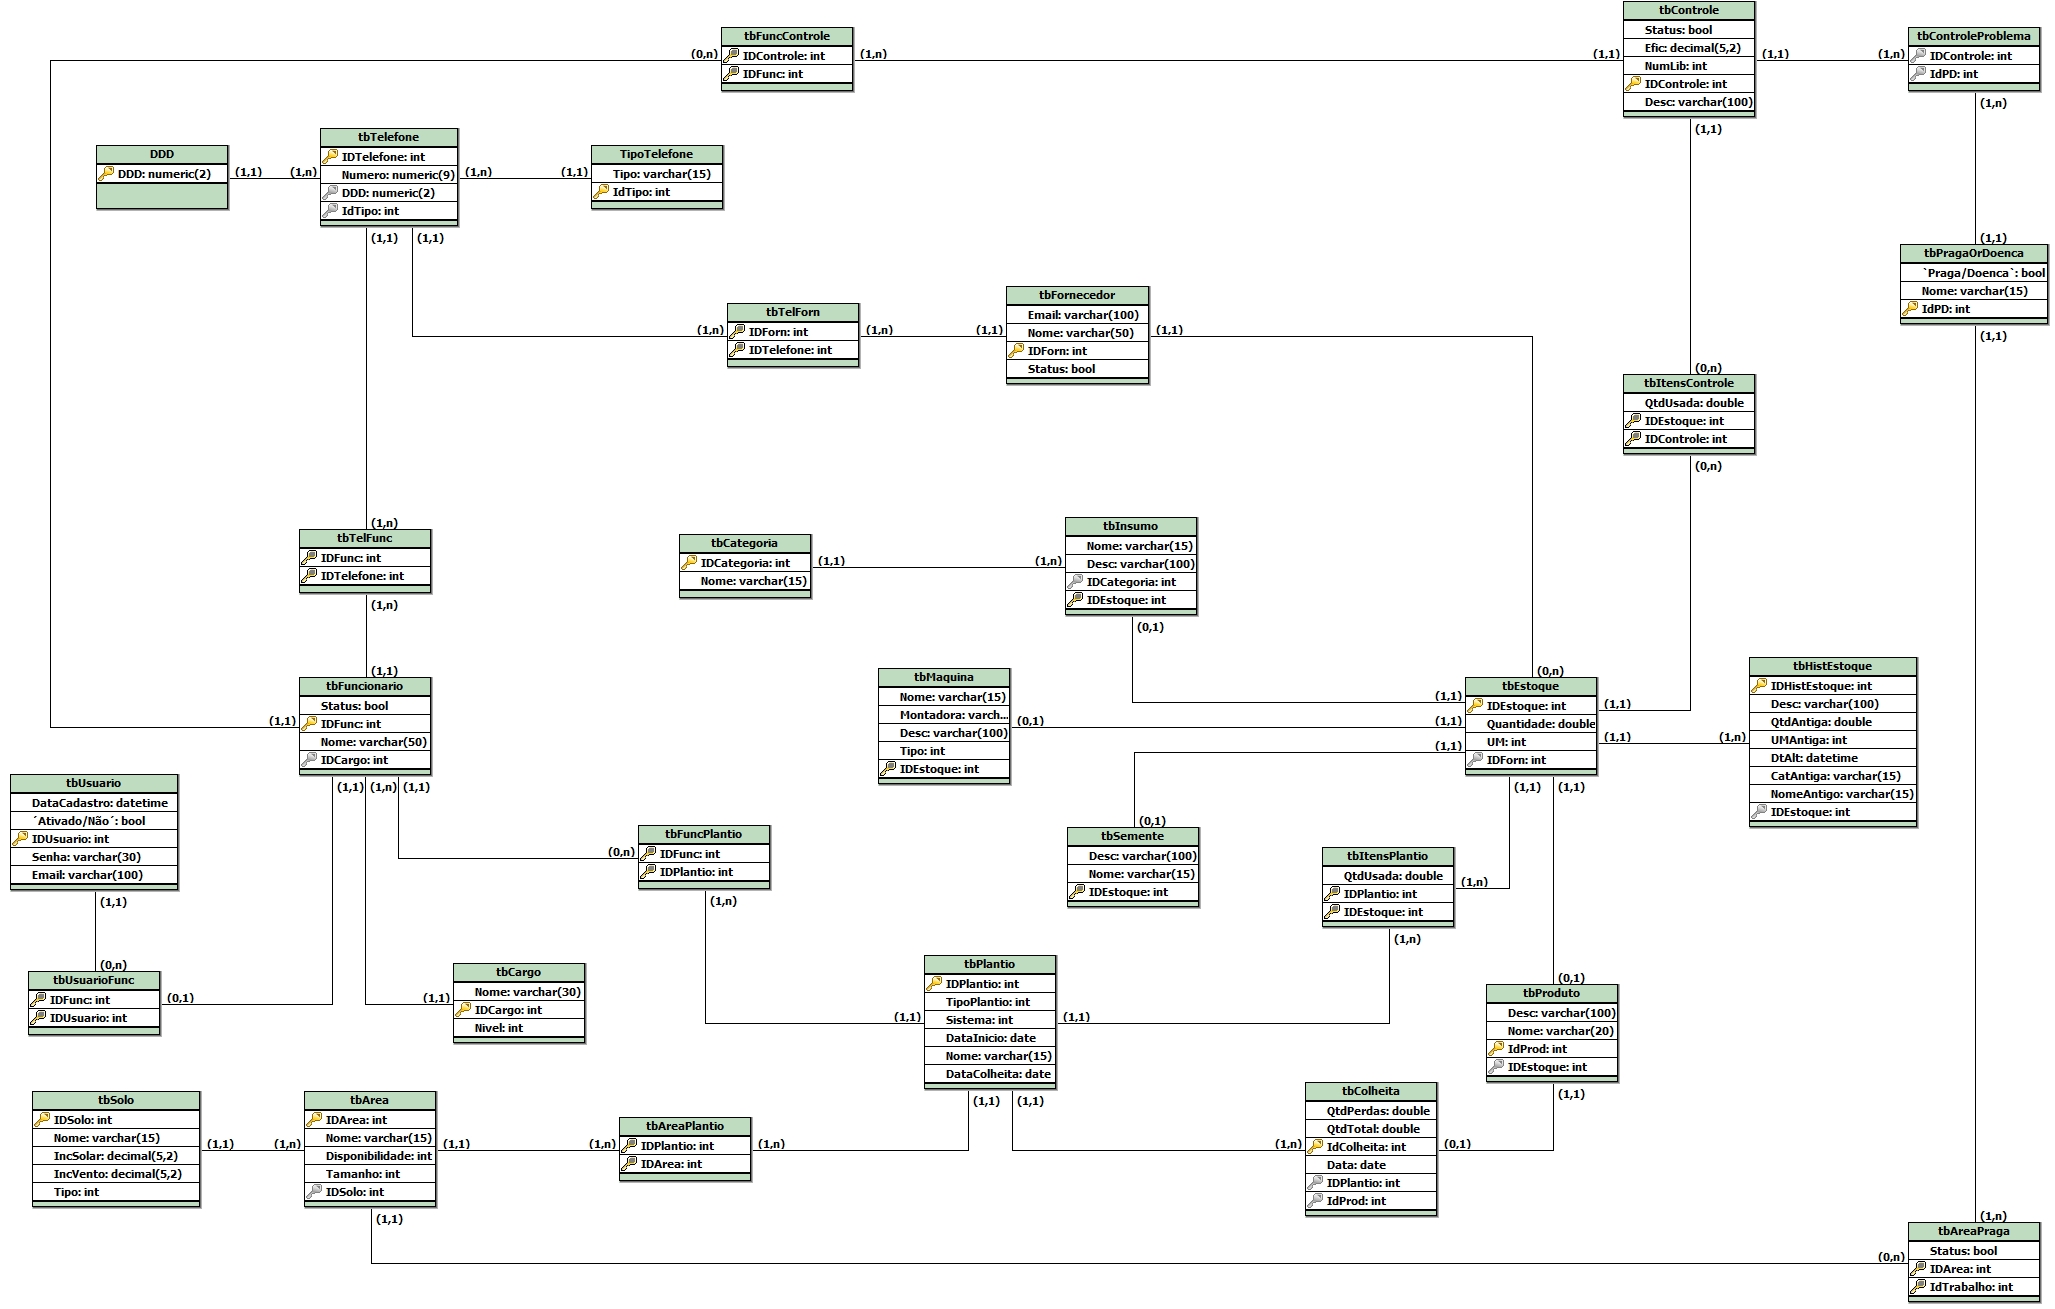 tbFuncControle
IDControle: int
IDFunc: int
(0,n)
(1,n)
tbControle
Status: bool
Efic: decimal(5,2)
NumLib: int
IDControle: int
Desc: varchar(100)
(1,1)
(1,1)
(1,1)
tbControleProblema
IDControle: int
IdPD: int
(1,n)
(1,n)
DDD
DDD: numeric(2)
(1,1)
tbTelefone
IDTelefone: int
Numero: numeric(9)
DDD: numeric(2)
IdTipo: int
(1,n)
(1,n)
(1,1)
(1,1)
TipoTelefone
Tipo: varchar(15)
IdTipo: int
(1,1)
(1,1)
tbPragaOrDoenca
`Praga/Doenca`: bool
Nome: varchar(15)
IdPD: int
(1,1)
tbTelForn
IDForn: int
IDTelefone: int
(1,n)
(1,n)
tbFornecedor
Email: varchar(100)
Nome: varchar(50)
IDForn: int
Status: bool
(1,1)
(1,1)
(0,n)
tbItensControle
QtdUsada: double
IDEstoque: int
IDControle: int
(0,n)
(1,n)
tbTelFunc
IDFunc: int
IDTelefone: int
(1,n)
tbCategoria
IDCategoria: int
Nome: varchar(15)
(1,1)
tbInsumo
Nome: varchar(15)
Desc: varchar(100)
IDCategoria: int
IDEstoque: int
(1,n)
(0,1)
(1,1)
tbFuncionario
Status: bool
IDFunc: int
Nome: varchar(50)
IDCargo: int
(1,1)
(1,1)
(1,n)
(1,1)
tbMaquina
Nome: varchar(15)
Montadora: varch...
Desc: varchar(100)
Tipo: int
IDEstoque: int
(0,1)
(0,n)
tbEstoque
IDEstoque: int
Quantidade: double
UM: int
IDForn: int
(1,1)
(1,1)
(1,1)
(1,1)
(1,1)
(1,1)
(1,1)
tbHistEstoque
IDHistEstoque: int
Desc: varchar(100)
QtdAntiga: double
UMAntiga: int
DtAlt: datetime
CatAntiga: varchar(15)
NomeAntigo: varchar(15)
IDEstoque: int
(1,n)
tbUsuario
DataCadastro: datetime
´Ativado/Não´: bool
IDUsuario: int
Senha: varchar(30)
Email: varchar(100)
(1,1)
tbFuncPlantio
IDFunc: int
IDPlantio: int
(0,n)
(1,n)
(0,1)
tbSemente
Desc: varchar(100)
Nome: varchar(15)
IDEstoque: int
tbItensPlantio
QtdUsada: double
IDPlantio: int
IDEstoque: int
(1,n)
(1,n)
(0,n)
tbUsuarioFunc
IDFunc: int
IDUsuario: int
(0,1)
tbCargo
Nome: varchar(30)
IDCargo: int
Nivel: int
(1,1)
tbPlantio
IDPlantio: int
TipoPlantio: int
Sistema: int
DataInicio: date
Nome: varchar(15)
DataColheita: date
(1,1)
(1,1)
(1,1)
(1,1)
(0,1)
tbProduto
Desc: varchar(100)
Nome: varchar(20)
IdProd: int
IDEstoque: int
(1,1)
tbSolo
IDSolo: int
Nome: varchar(15)
IncSolar: decimal(5,2)
IncVento: decimal(5,2)
Tipo: int
(1,1)
tbArea
IDArea: int
Nome: varchar(15)
Disponibilidade: int
Tamanho: int
IDSolo: int
(1,n)
(1,1)
(1,1)
tbAreaPlantio
IDPlantio: int
IDArea: int
(1,n)
(1,n)
tbColheita
QtdPerdas: double
QtdTotal: double
IdColheita: int
Data: date
IDPlantio: int
IdProd: int
(1,n)
(0,1)
(1,n)
tbAreaPraga
Status: bool
IDArea: int
IdTrabalho: int
(0,n)